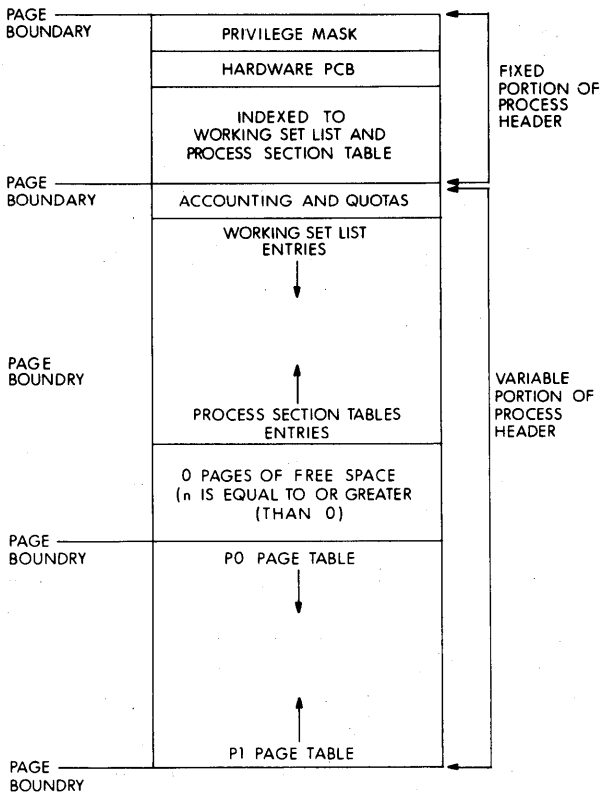 PAGE
BOUNDARY
PRIVILEGE MASK
HARDWARE PCB
INDEXED TO
WORKING SET LIST AND
PROCESS SECTION TABLE
FIXED
PORTION OF
PROCESS
HEADER
PAGE
BOUNDARY
ACCOUNTING AND QUOTAS
WORKING SET LIST
ENTRIES
PAGE
BOUNDRY
PROCESS SECTION TABLES
ENTRIES
VARIABLE
PORTION OF
PROCESS
HEADER
0 PAGES OF FREE SPACE
(n IS EQUAL TO OR GREATER
(THAN 0)
PAGE
BOUNDRY
P0 PAGE TABLE
P1 PAGE TABLE
PAGE
BOUNDRY